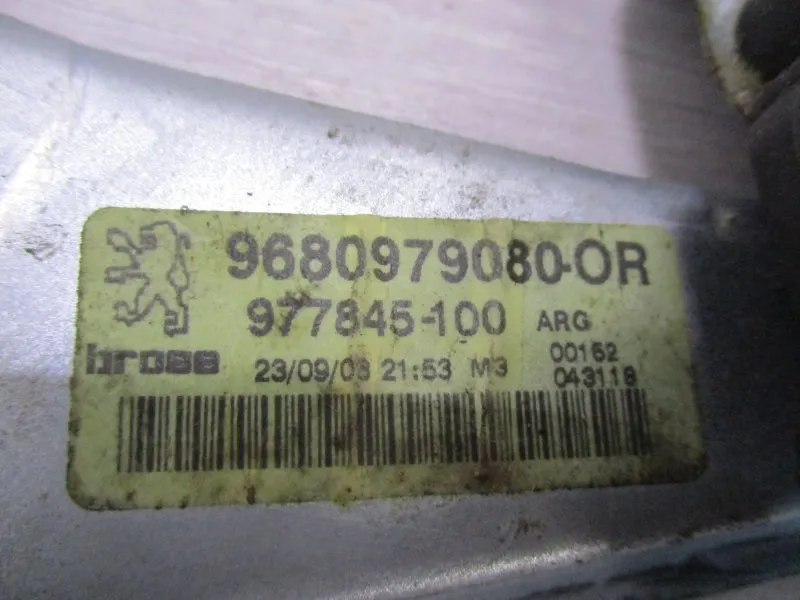 9680979080-OR
977845-100 ARG
brose 23/09/08 21:53 M3 00162
043118